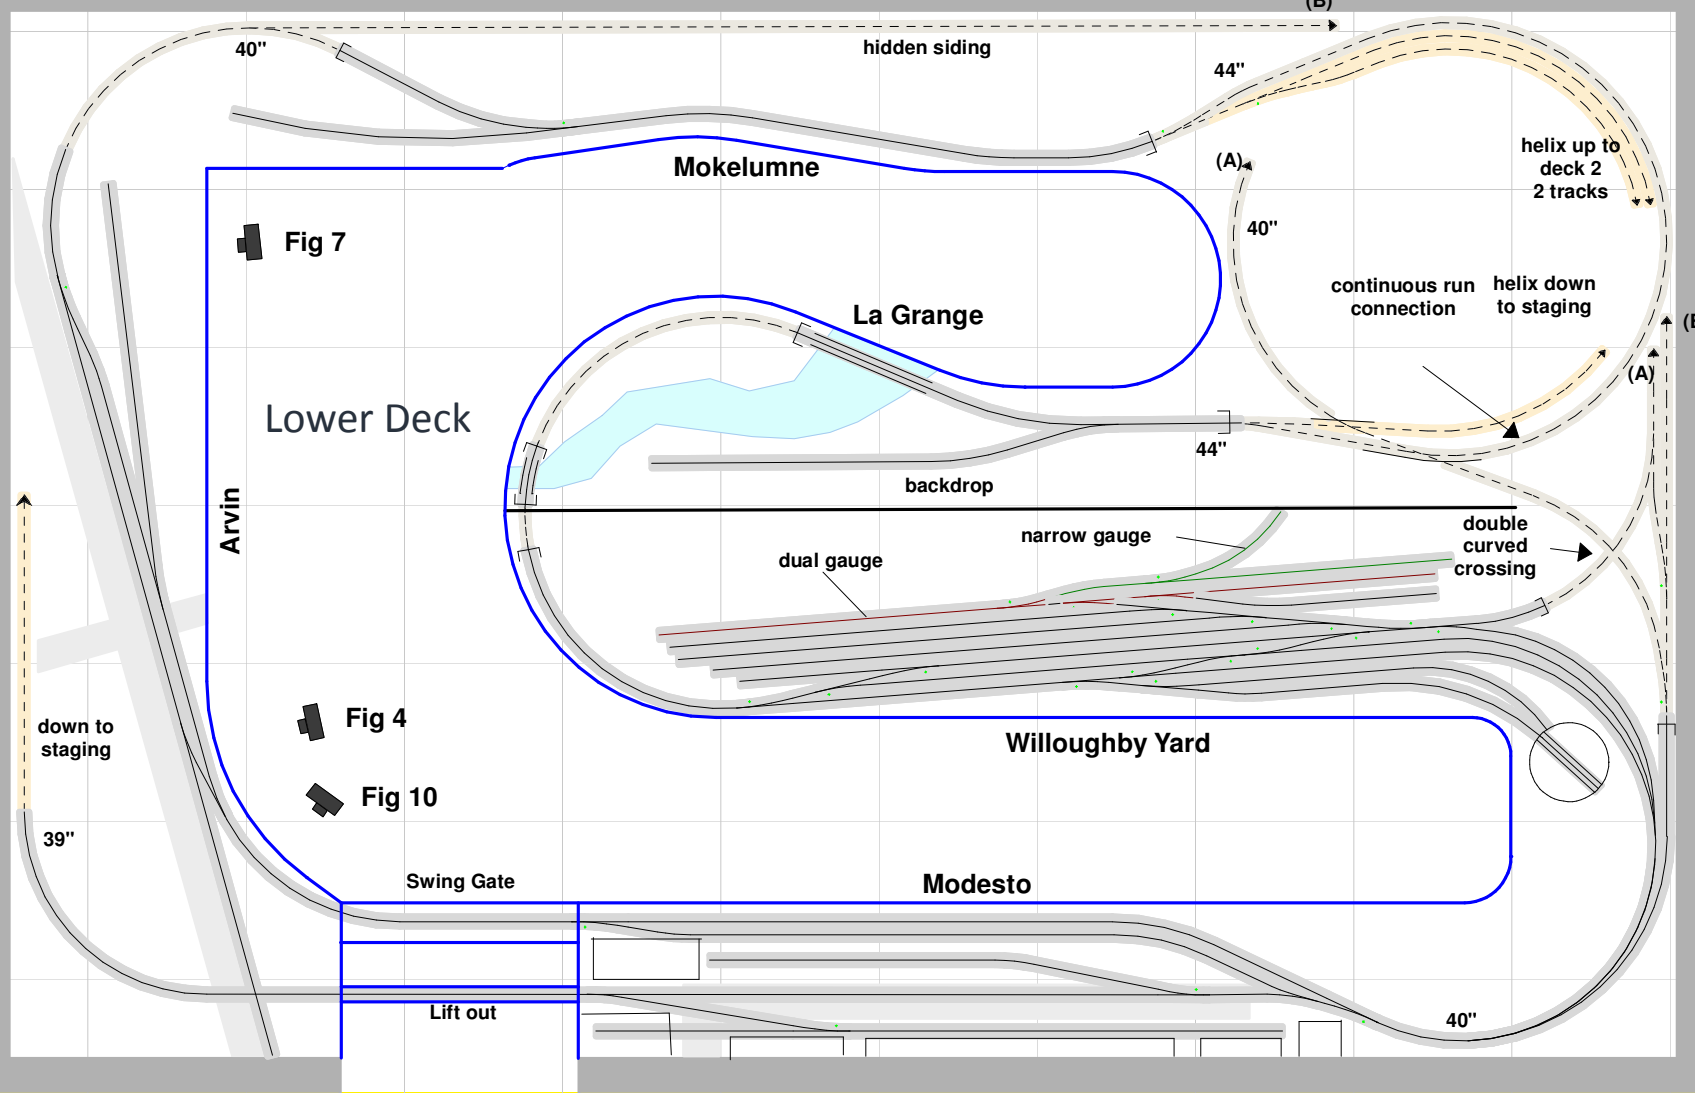 (B)
40"
hidden siding
44"
helix up to
deck 2
2 tracks
Mokelumne
(A)
40"
Fig 7
continuous run
connection
helix down
to staging
La Grange
(A)
Lower Deck
44"
backdrop
Arvin
narrow gauge
double
curved
crossing
dual gauge
down to
staging
Fig 4
Willoughby Yard
Fig 10
39"
Swing Gate
Modesto
Lift out
40"